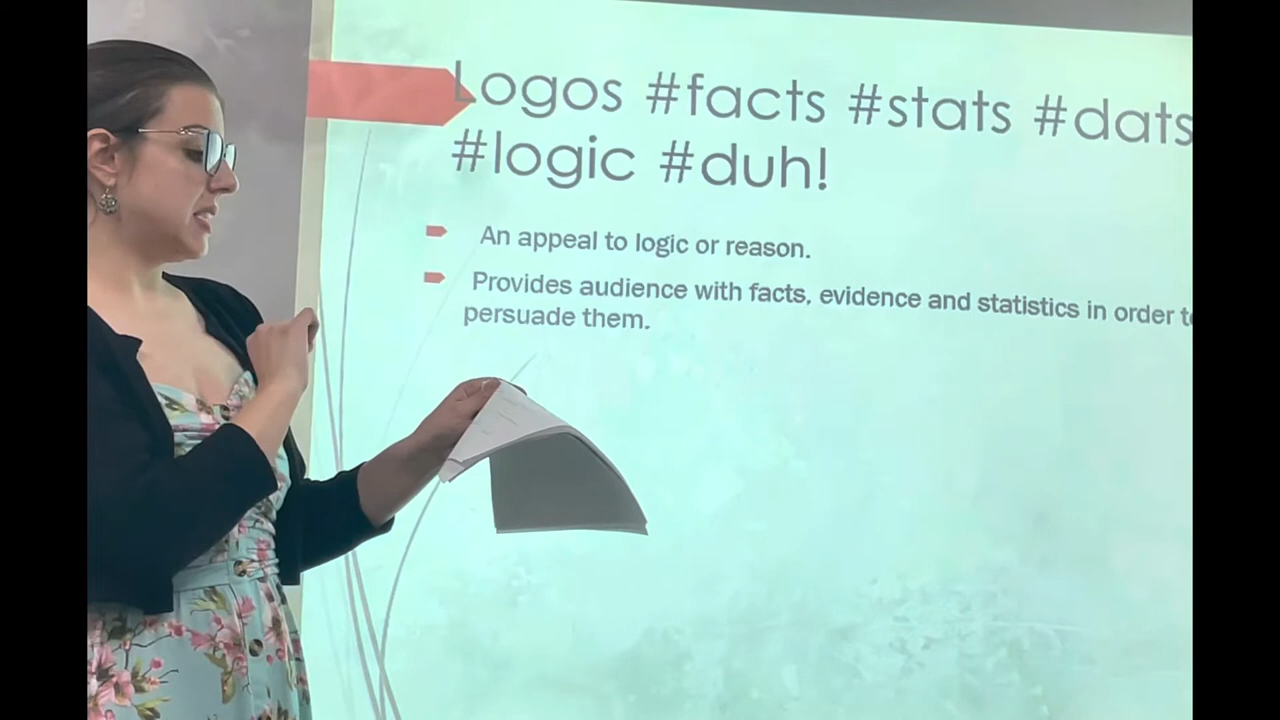 Logos #facts #stats #dats
#logic #duh!
An appeal to logic or reason.
Provides audience with facts, evidence and statistics in order
persuade them.